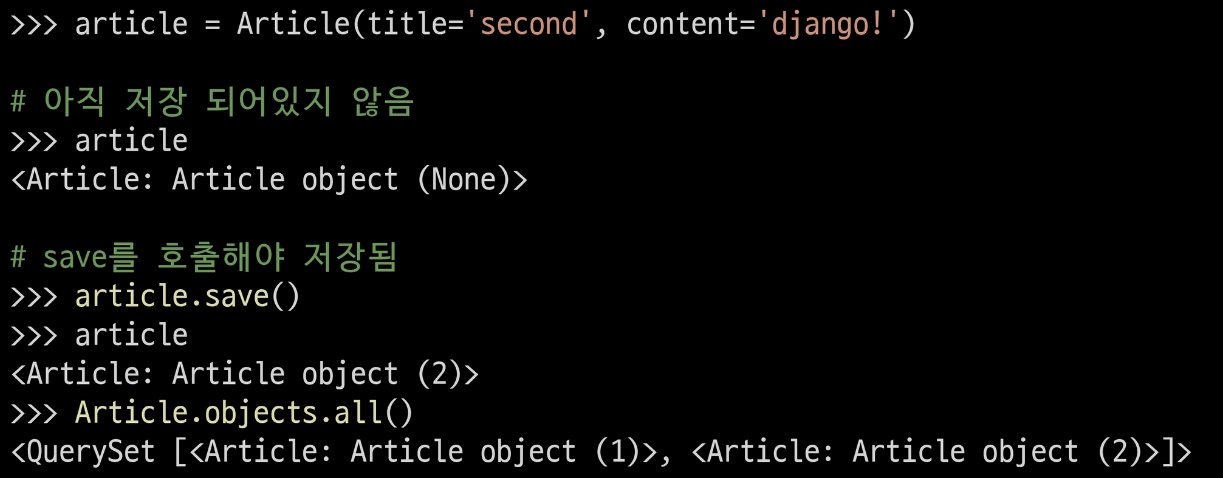 >>> article = Article(title='second', content='django!')
# 아직 저장 되어있지 않음
>>> article
<Article: Article object (None)>
# save를 호출해야 저장됨
>>> article.save()
>>> article
<Article: Article object (2)>
>>> Article.objects.all()
<QuerySet [<Article: Article object (1)>, <Article: Article object (2)>]>